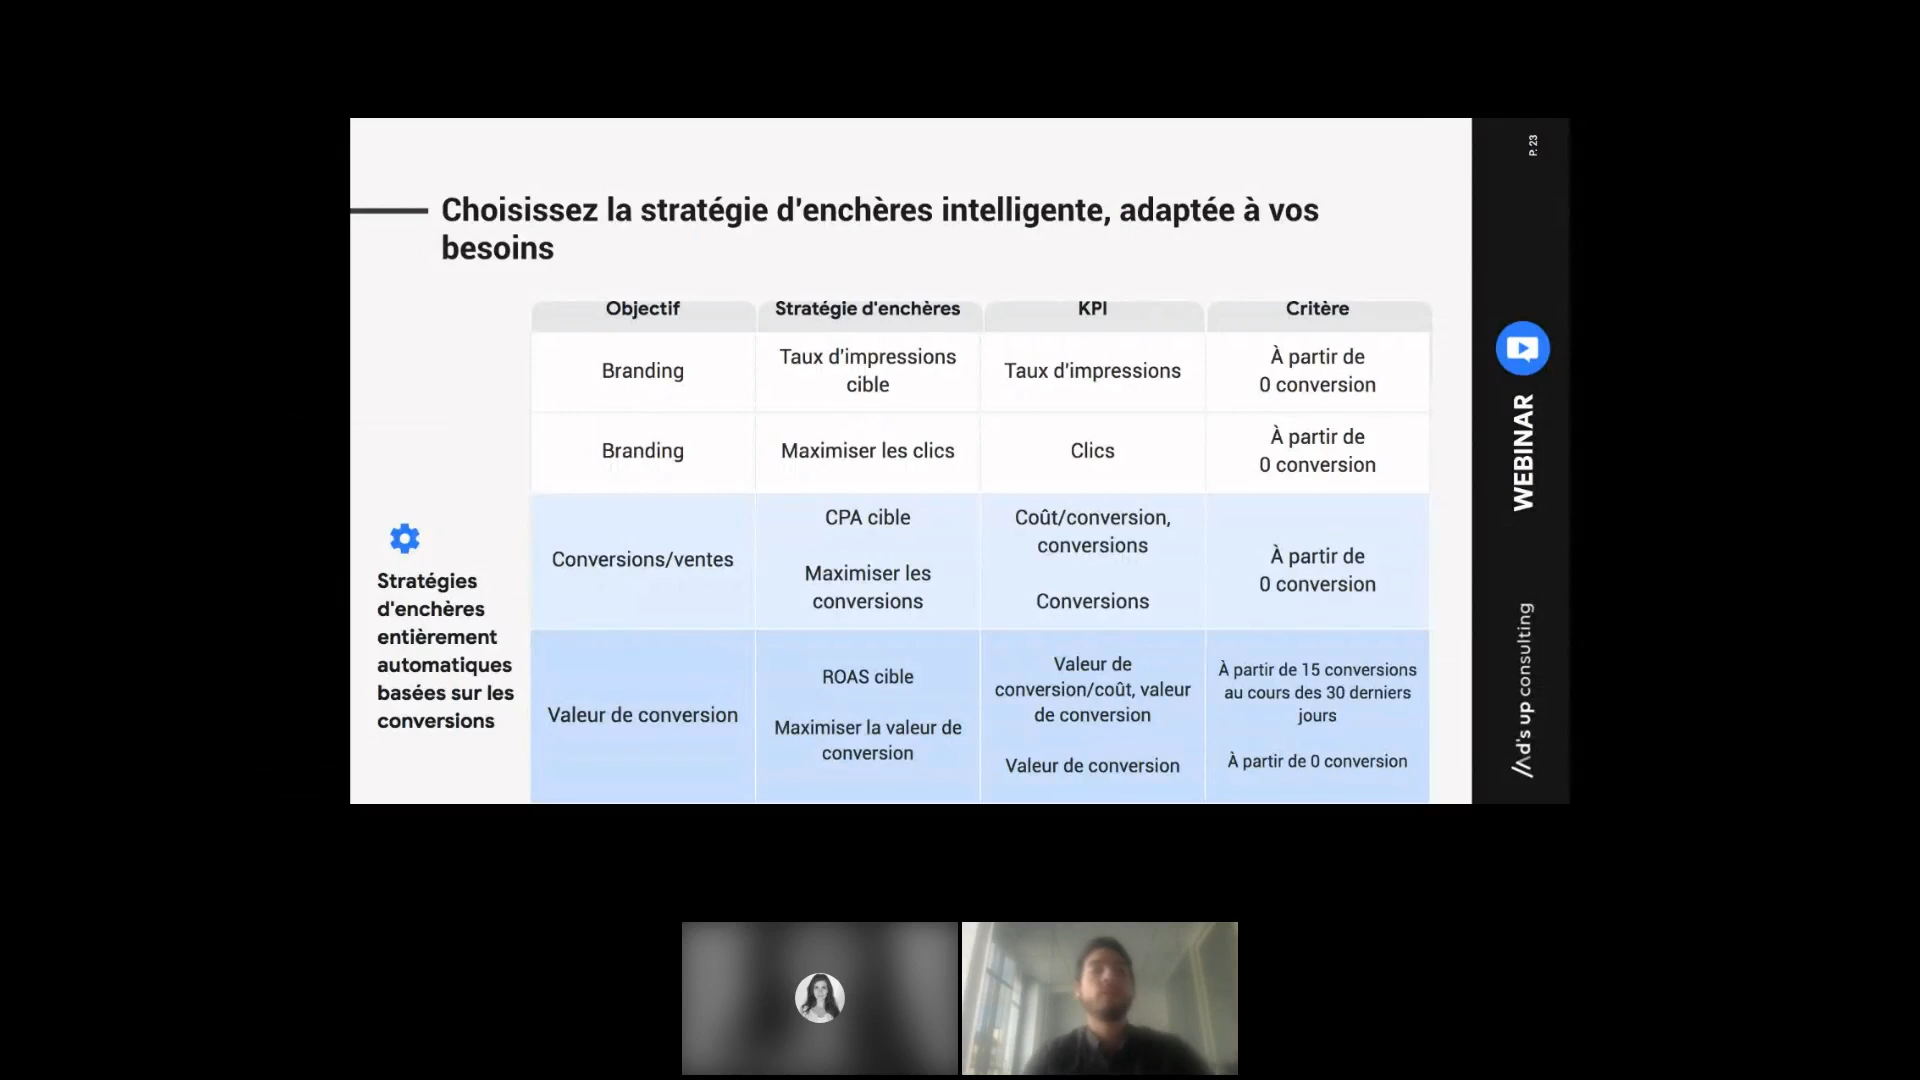 P. 23
Choisissez la stratégie d'enchères intelligente, adaptée à vos
besoins
Objectif
Stratégie d'enchères
KPI
Critère
Branding
Taux d'impressions
cible
Taux d'impressions
À partir de
0 conversion
Branding
Maximiser les clics
Clics
À partir de
0 conversion
Stratégies
d'enchères
entièrement
automatiques
basées sur les
conversions
Conversions/ventes
CPA cible
Maximiser les
conversions
Coût/conversion,
conversions
Conversions
À partir de
0 conversion
Valeur de conversion
ROAS cible
Maximiser la valeur de
conversion
Valeur de
conversion/coût, valeur
de conversion
Valeur de conversion
À partir de 15 conversions
au cours des 30 derniers
jours
À partir de 0 conversion
WEBINAR
//\d's up consulting